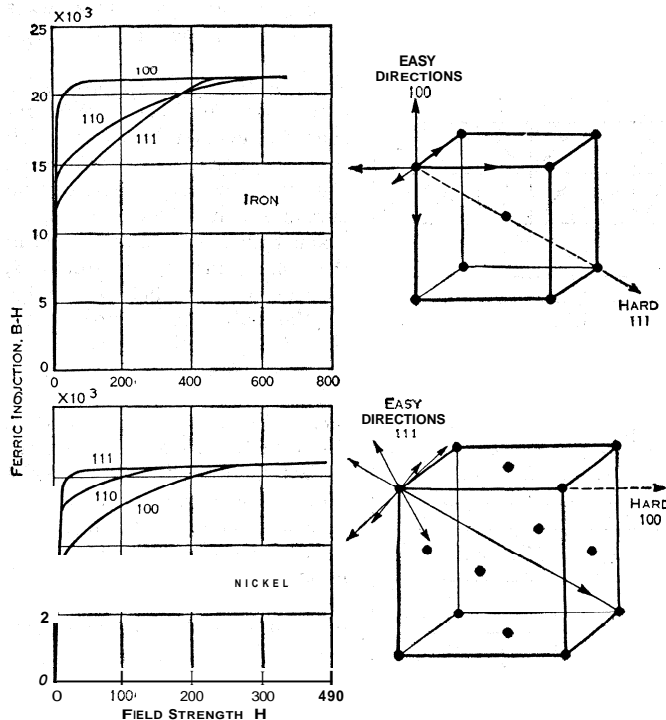 X10³
25
20
15
10
5
0
100
110
111
IRON
0 200 400 600 800
EASY
DIRECTIONS
100
HARD
111
FERRIC INDUCTION, B-H
X10³
111
110
100
NICKEL
2
0
0 100 200 300 490
FIELD STRENGTH H
EASY
DIRECTIONS
111
HARD
100